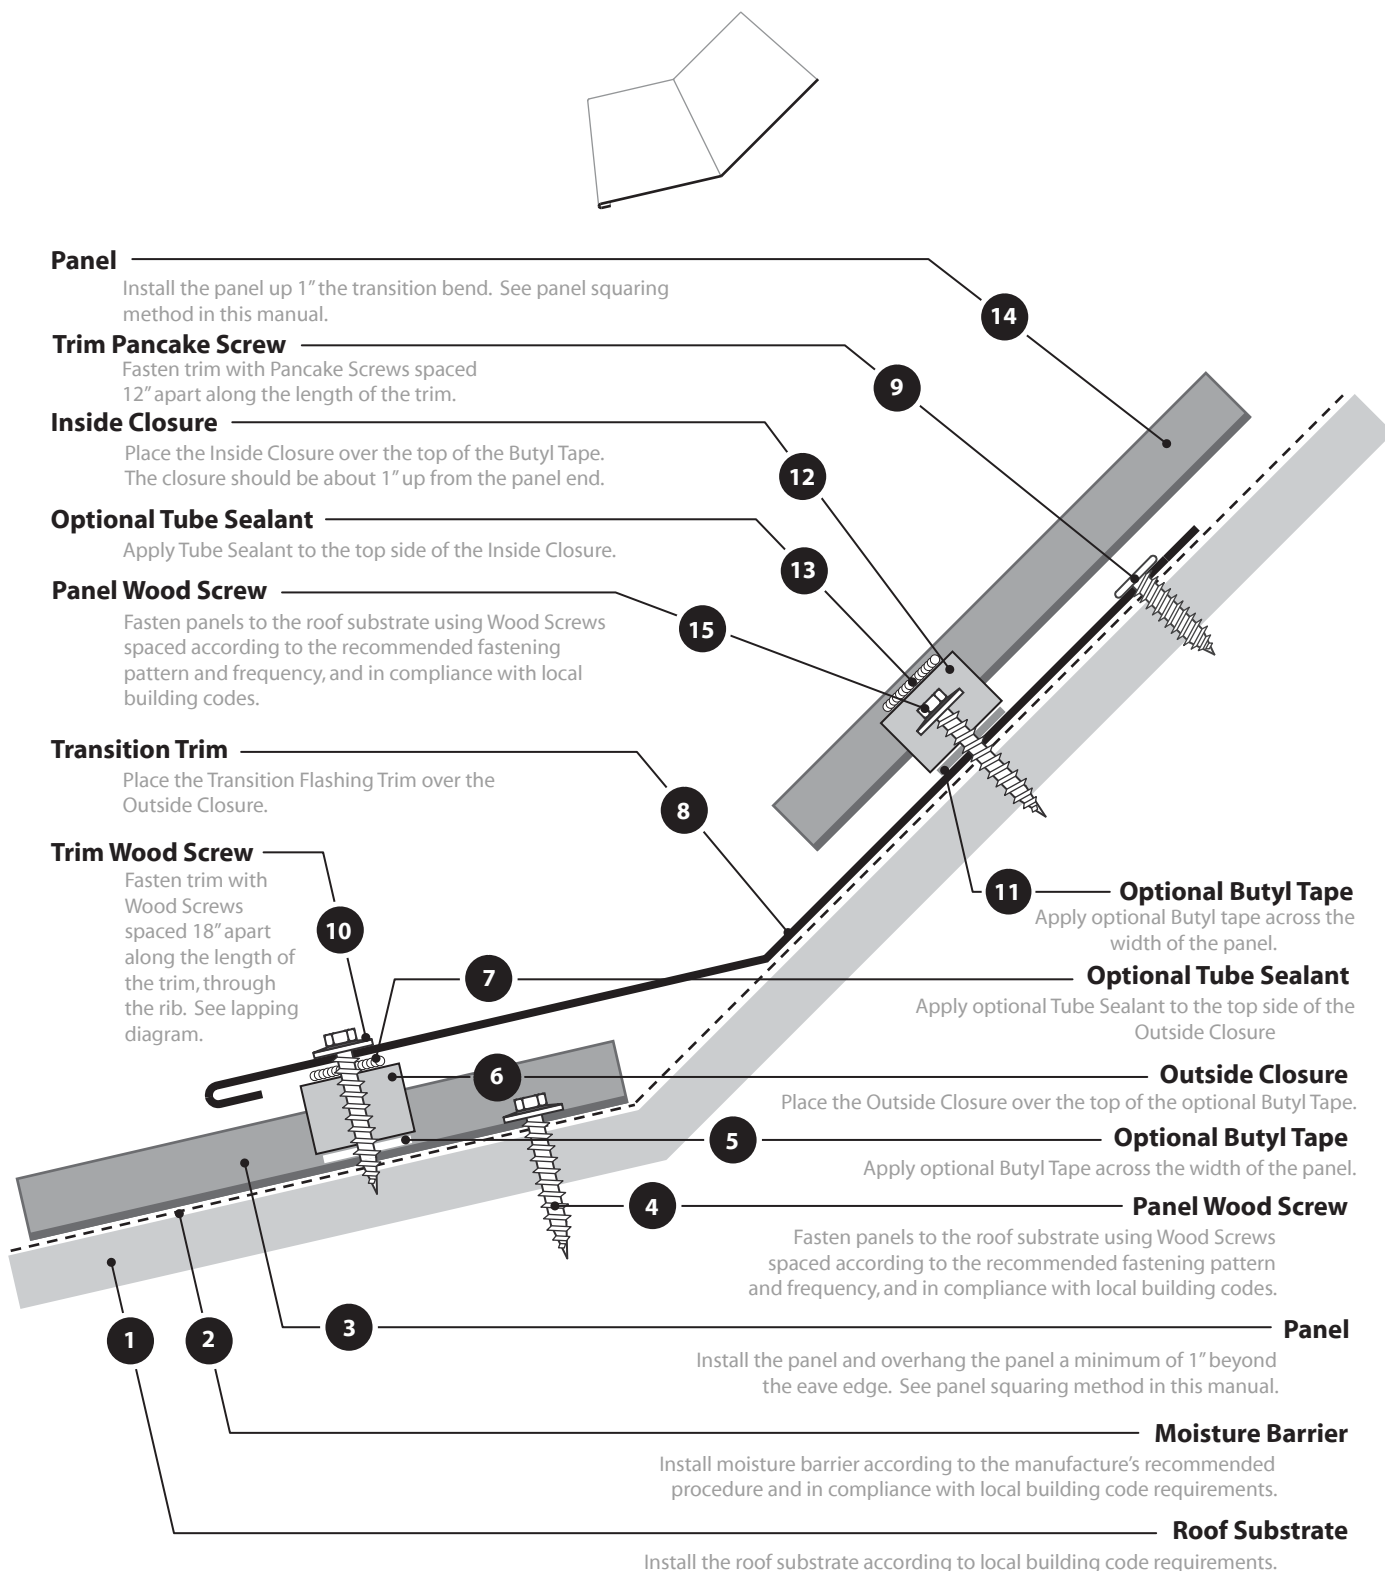 Panel
Install the panel up 1" the transition bend. See panel squaring
method in this manual.
14
Trim Pancake Screw
Fasten trim with Pancake Screws spaced
12" apart along the length of the trim.
9
Inside Closure
Place the Inside Closure over the top of the Butyl Tape.
The closure should be about 1" up from the panel end.
12
Optional Tube Sealant
Apply Tube Sealant to the top side of the Inside Closure.
13
Panel Wood Screw
Fasten panels to the roof substrate using Wood Screws
spaced according to the recommended fastening
pattern and frequency, and in compliance with local
building codes.
15
Transition Trim
Place the Transition Flashing Trim over the
Outside Closure.
8
Trim Wood Screw
Fasten trim with
Wood Screws
spaced 18" apart
along the length of
the trim, through
the rib. See lapping
diagram.
10
11
Optional Butyl Tape
Apply optional Butyl tape across the
width of the panel.
7
Optional Tube Sealant
Apply optional Tube Sealant to the top side of the
Outside Closure
6
Outside Closure
Place the Outside Closure over the top of the optional Butyl Tape.
5
Optional Butyl Tape
Apply optional Butyl Tape across the width of the panel.
4
Panel Wood Screw
Fasten panels to the roof substrate using Wood Screws
spaced according to the recommended fastening pattern
and frequency, and in compliance with local building codes.
1
2
3
Panel
Install the panel and overhang the panel a minimum of 1" beyond
the eave edge. See panel squaring method in this manual.
Moisture Barrier
Install moisture barrier according to the manufacture's recommended
procedure and in compliance with local building code requirements.
Roof Substrate
Install the roof substrate according to local building code requirements.